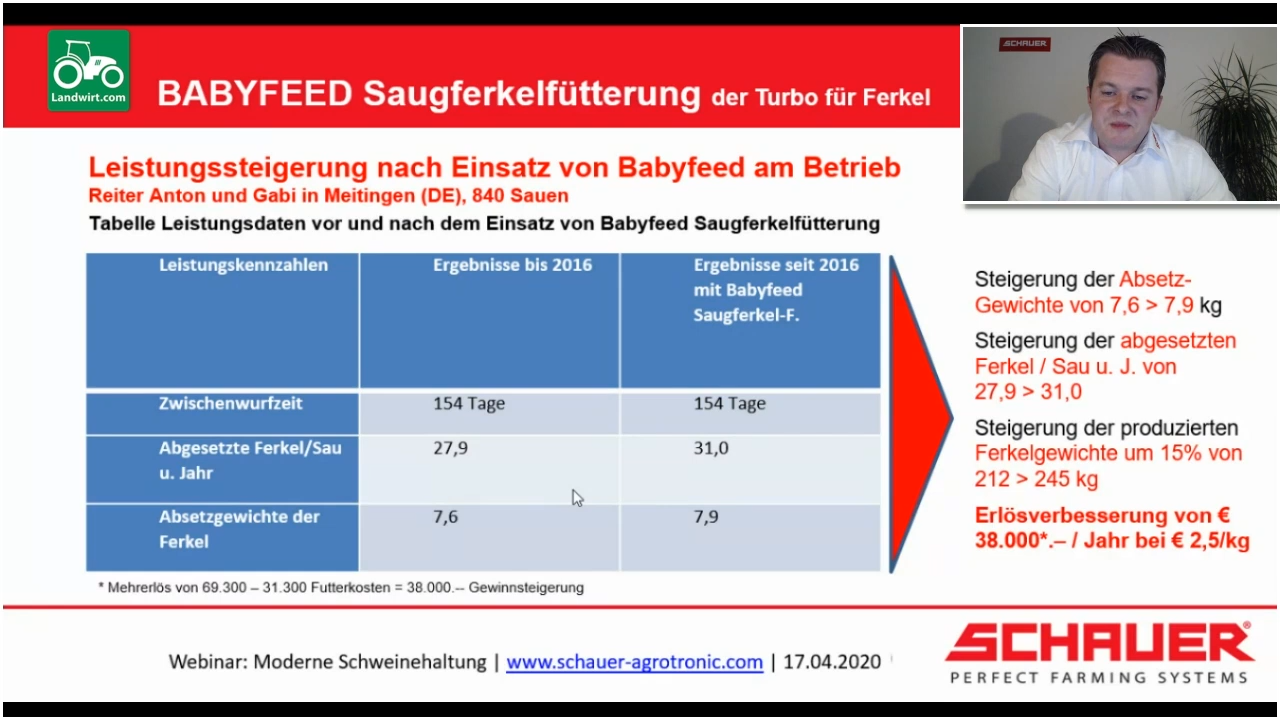 Landwirt.com
BABYFEED Saugferkelfütterung der Turbo für Ferkel
SCHAUER
Leistungssteigerung nach Einsatz von Babyfeed am Betrieb
Reiter Anton und Gabi in Meitingen (DE), 840 Sauen
Tabelle Leistungsdaten vor und nach dem Einsatz von Babyfeed Saugferkelfütterung
Leistungskennzahlen
Ergebnisse bis 2016
Ergebnisse seit 2016
mit Babyfeed
Saugferkel-F.
Zwischenwurfzeit
154 Tage
154 Tage
Abgesetzte Ferkel/Sau
u. Jahr
27,9
31,0
Absetzgewichte der
Ferkel
7,6
7,9
* Mehrerlös von 69.300 – 31.300 Futterkosten = 38.000.-- Gewinnsteigerung
Steigerung der Absetz-
Gewichte von 7,6 > 7,9 kg
Steigerung der abgesetzten
Ferkel / Sau u. J. von
27,9 > 31,0
Steigerung der produzierten
Ferkelgewichte um 15% von
212 > 245 kg
Erlösverbesserung von €
38.000*.– / Jahr bei € 2,5/kg
Webinar: Moderne Schweinehaltung | www.schauer-agrotronic.com | 17.04.2020
SCHAUER®
PERFECT FARMING SYSTEMS